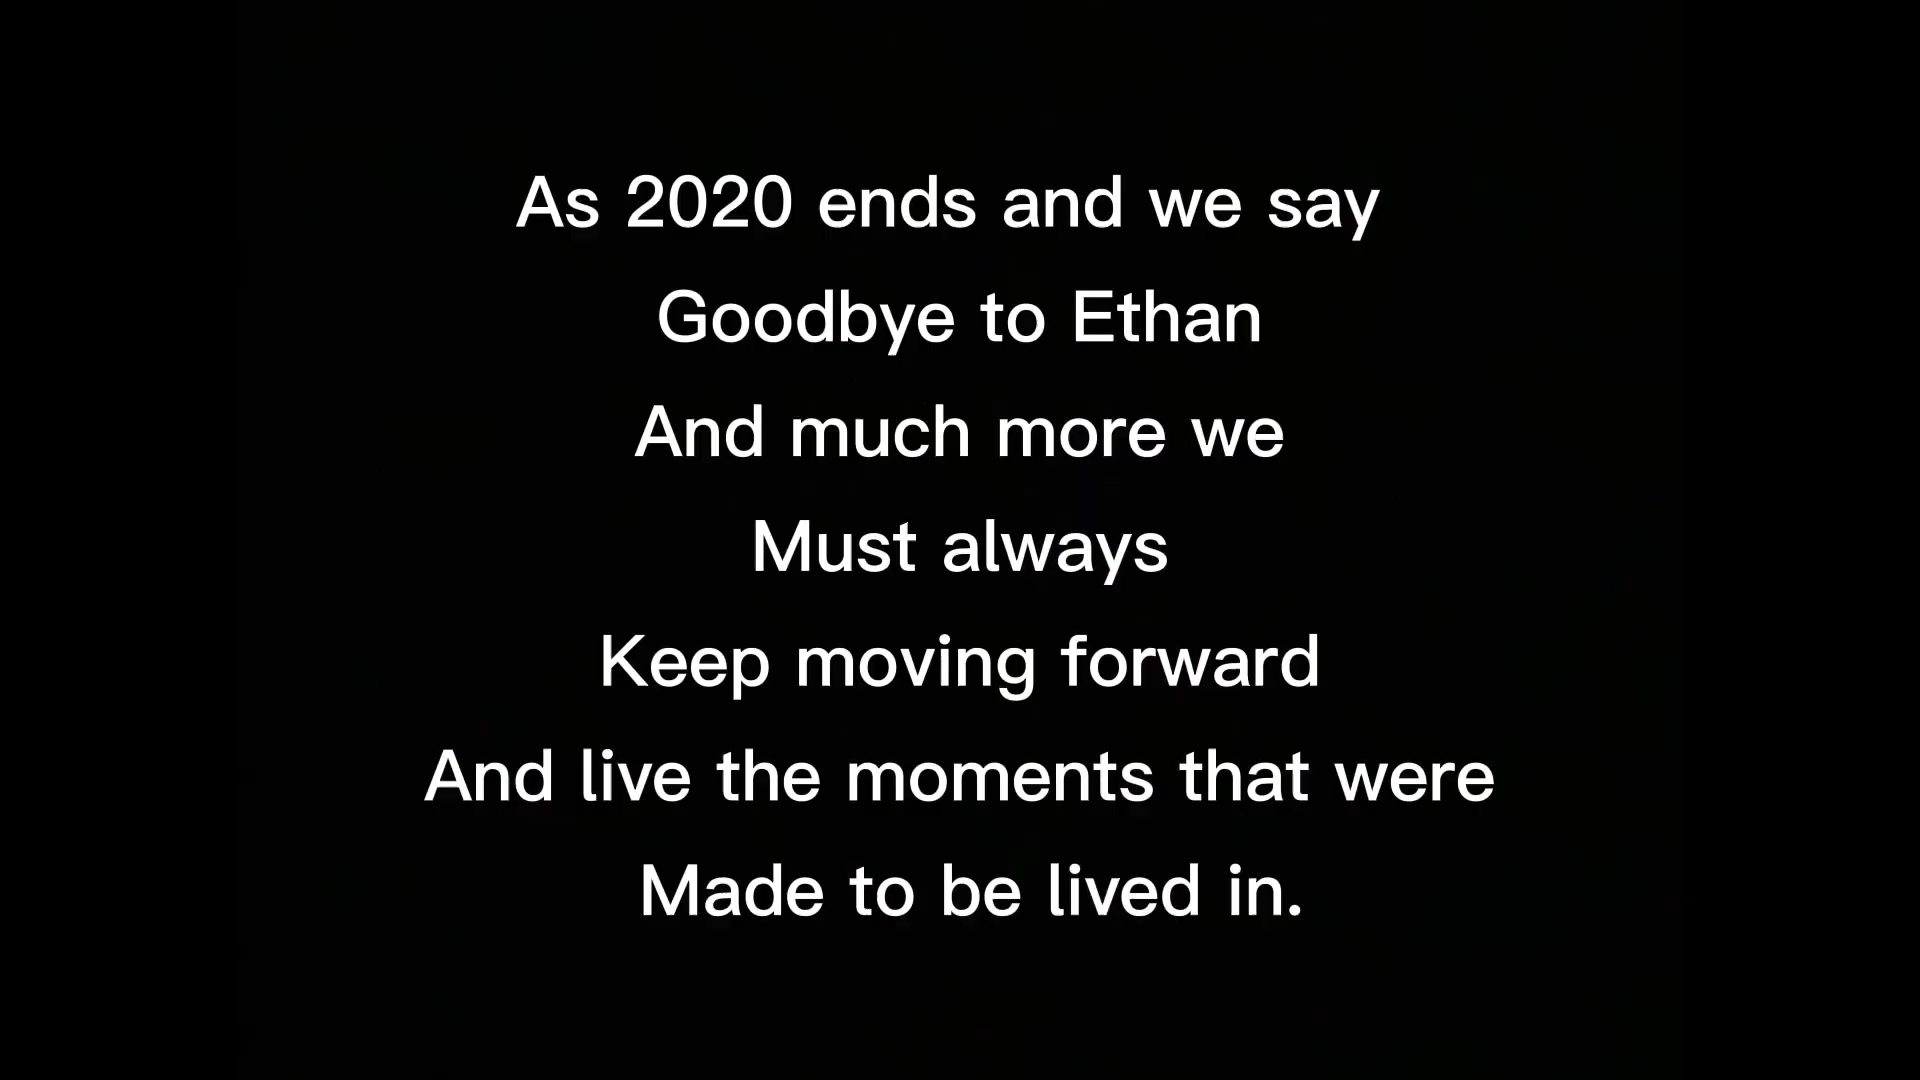 As 2020 ends and we say
Goodbye to Ethan
And much more we
Must always
Keep moving forward
And live the moments that were
Made to be lived in.